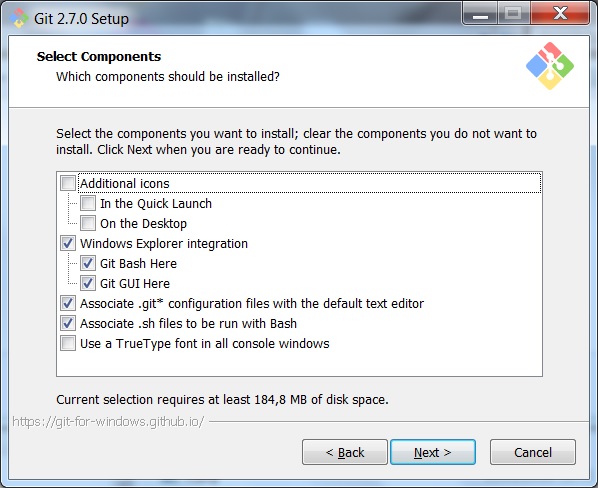 Git 2.7.0 Setup
Select Components
Which components should be installed?
Select the components you want to install; clear the components you do not want to
install. Click Next when you are ready to continue.
Additional icons
In the Quick Launch
On the Desktop
Windows Explorer integration
Git Bash Here
Git GUI Here
Associate .git* configuration files with the default text editor
Associate .sh files to be run with Bash
Use a TrueType font in all console windows
Current selection requires at least 184,8 MB of disk space.
https://git-for-windows.github.io/
< Back
Next >
Cancel